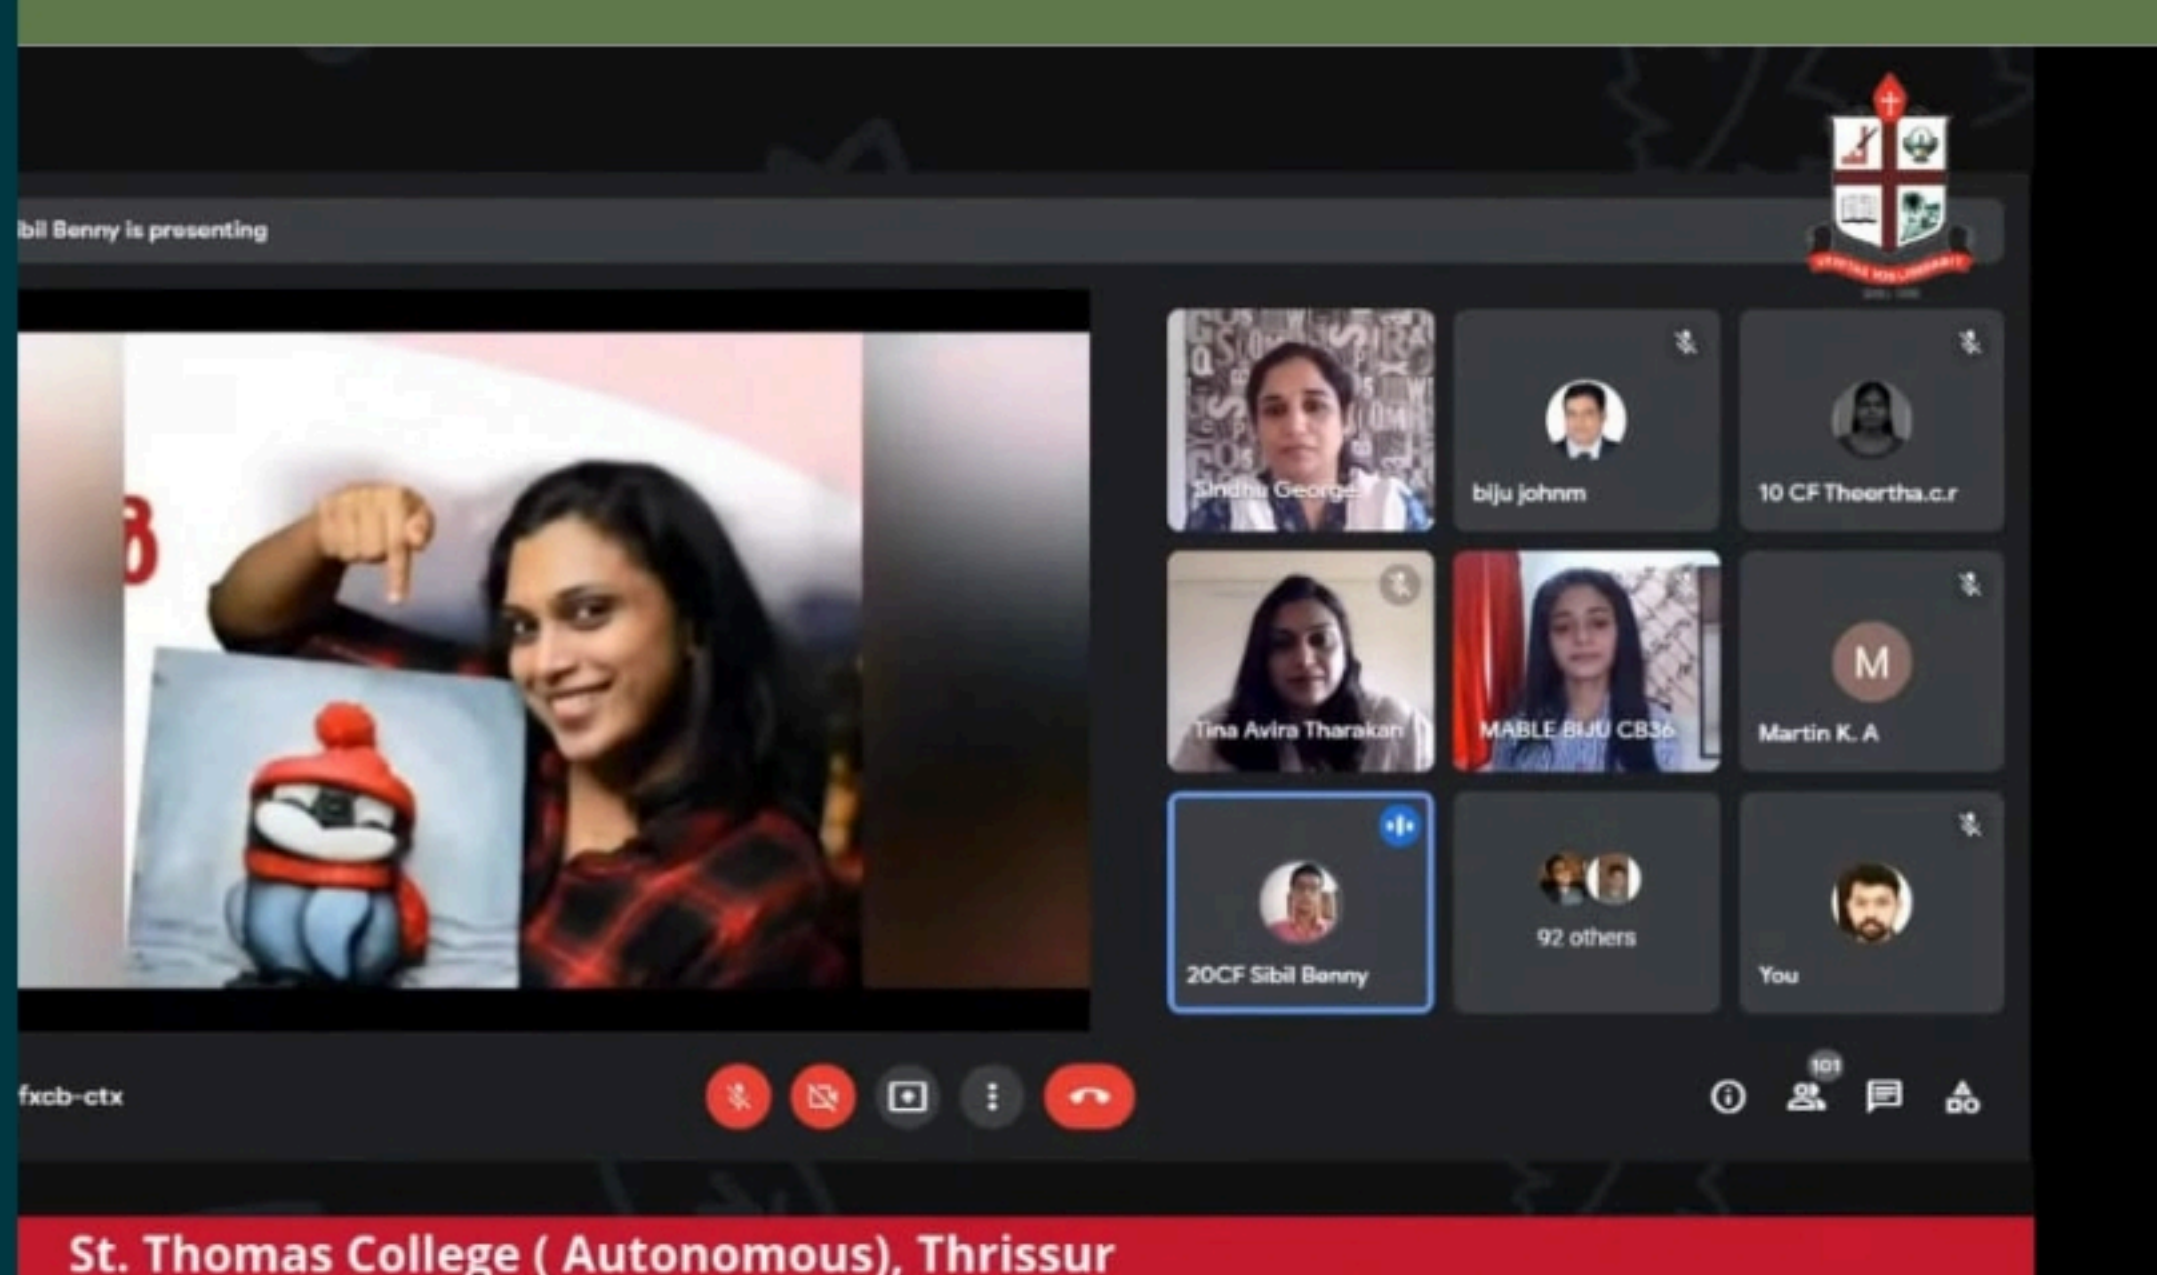 bil Benny is presenting
Sindhu George
biju johnm
10 CF Theertha.c.r
Tina Avira Tharakan
MABLE BIJU CB36
M
Martin K. A
20CF Sibil Benny
92 others
You
fxcb-ctx
101
St. Thomas College ( Autonomous), Thrissur